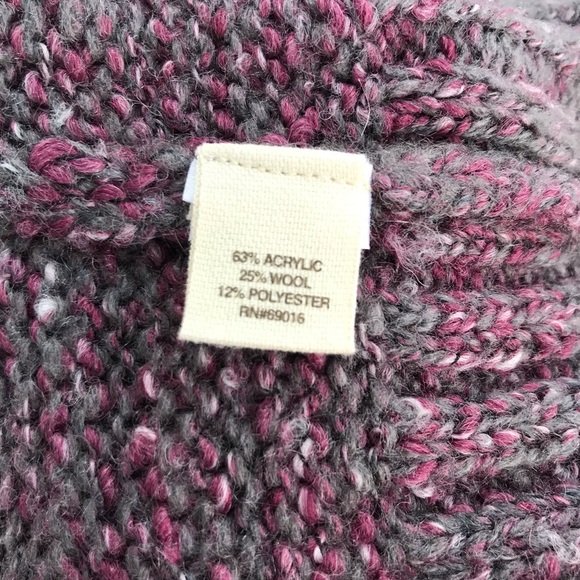 63% ACRYLIC
25% WOOL
12% POLYESTER
RN#69016